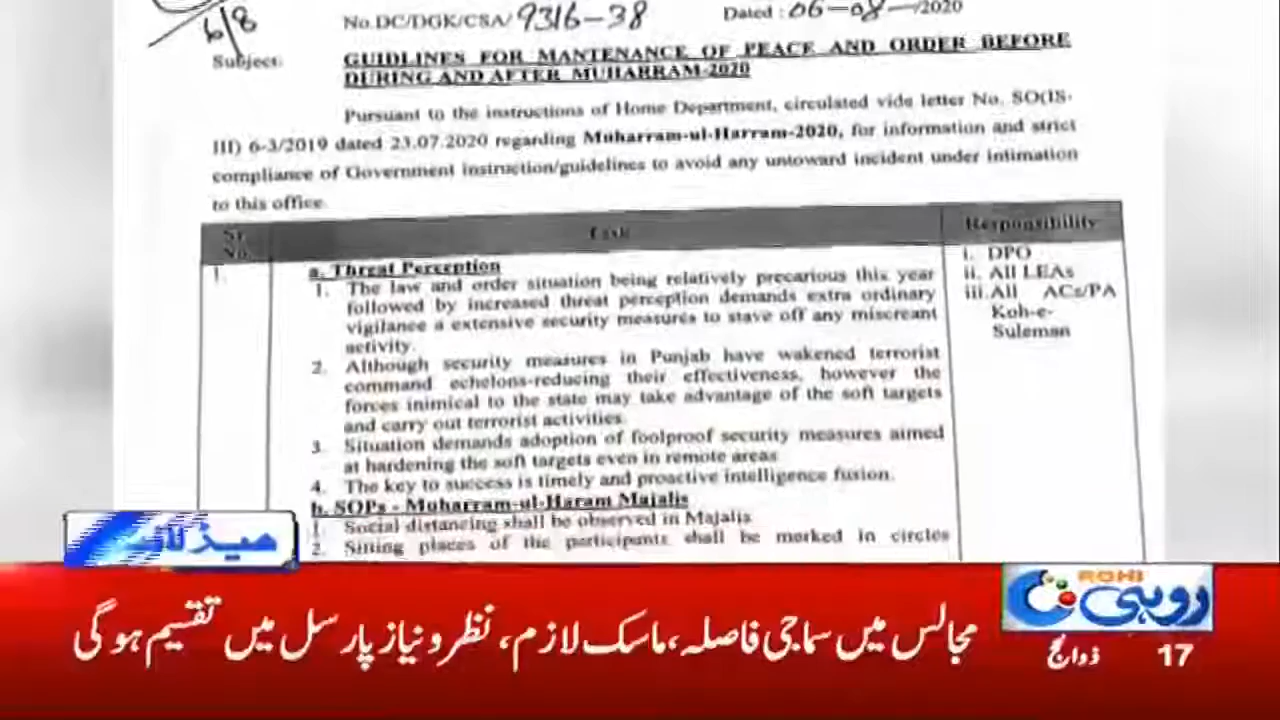 6/8
No.DC/DGK/CSA/ 9316-38 Dated : 06-08-/2020
Subject: GUIDLINES FOR MANTENANCE OF PEACE AND ORDER BEFORE
DURING AND AFTER MUHARRAM-2020
Pursuant to the instructions of Home Department, circulated vide letter No. SO(IS-
III) 6-3/2019 dated 23.07.2020 regarding Muharram-ul-Harram-2020, for information and strict
compliance of Government instruction/guidelines to avoid any untoward incident under intimation
to this office.
Sr. No. Task Responsibility
1. a. Threat Perception
1. The law and order situation being relatively precarious this year
followed by increased threat perception demands extra ordinary
vigilance a extensive security measures to stave off any miscreant
activity.
2. Although security measures in Punjab have wakened terrorist
command echelons-reducing their effectiveness, however the
forces inimical to the state may take advantage of the soft targets
and carry out terrorist activities.
3. Situation demands adoption of foolproof security measures aimed
at hardening the soft targets even in remote areas
4. The key to success is timely and proactive intelligence fusion.
b. SOPs - Muharram-ul-Haram Majalis
1. Social distancing shall be observed in Majalis
2. Sitting places of the participants shall be marked in circles
i. DPO
ii. All LEAs
iii. All ACs/PA
Koh-e-
Suleman
ہیڈ لائنز
ROHI
روہی
مجالس میں سماجی فاصلہ، ماسک لازم، نظر و نیاز پارسل میں تقسیم ہوگی
17 ذوالحج